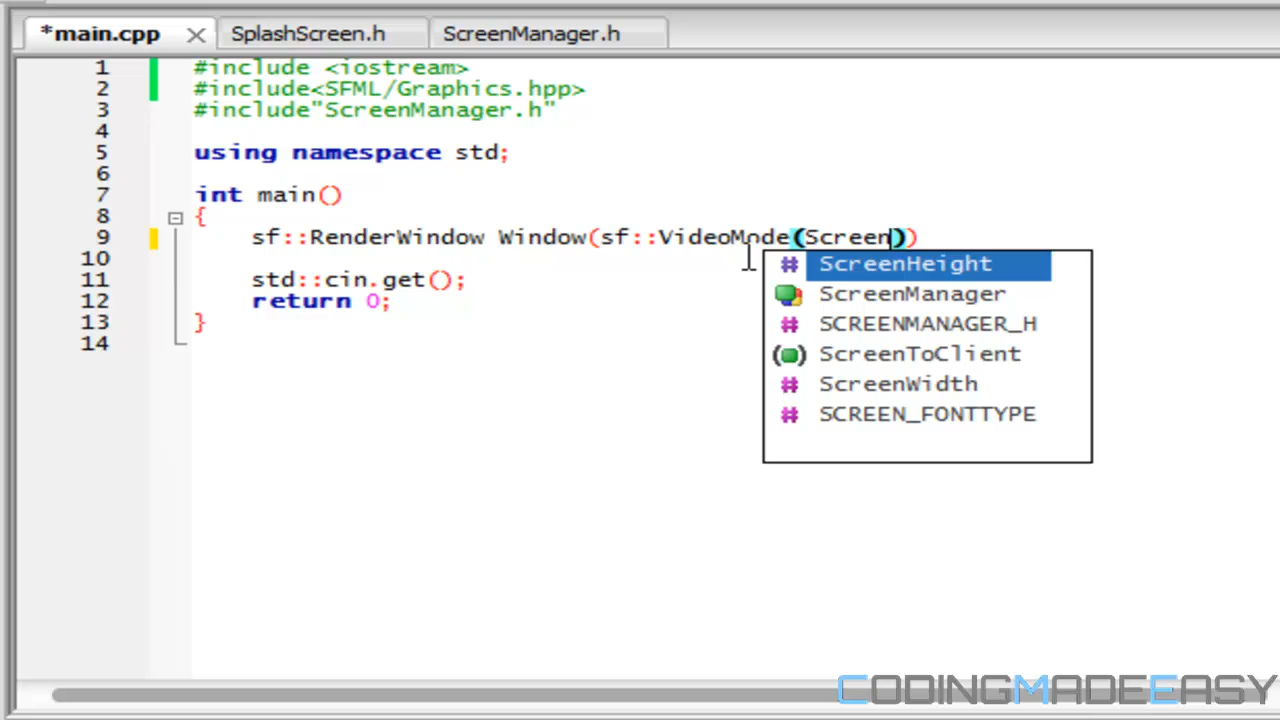 *main.cpp SplashScreen.h ScreenManager.h
1 #include <iostream>
2 #include<SFML/Graphics.hpp>
3 #include"ScreenManager.h"
4
5 using namespace std;
6
7 int main()
8 {
9 sf::RenderWindow Window(sf::VideoMode(Screen))
10
11 std::cin.get();
12 return 0;
13 }
14
ScreenHeight
ScreenManager
SCREENMANAGER_H
ScreenToClient
ScreenWidth
SCREEN_FONTTYPE
CODINGMADEEASY